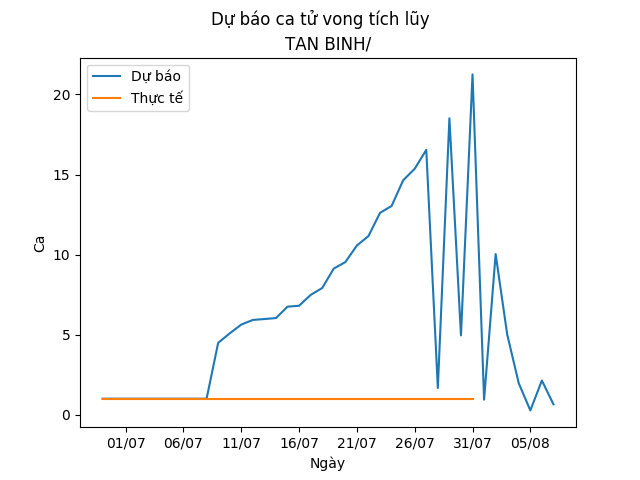 Dự báo ca tử vong tích lũy
TAN BINH/
Dự báo
Thực tế
Ca
20
15
10
5
0
01/07 06/07 11/07 16/07 21/07 26/07 31/07 05/08
Ngày